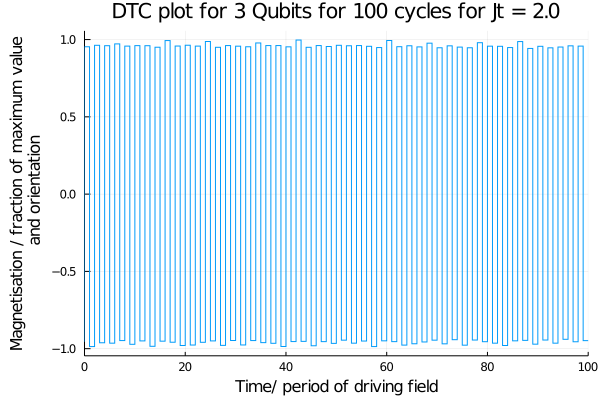 DTC plot for 3 Qubits for 100 cycles for Jt = 2.0
Magnetisation / fraction of maximum value
and orientation
1.0
0.5
0.0
−0.5
−1.0
0
20
40
60
80
100
Time/ period of driving field